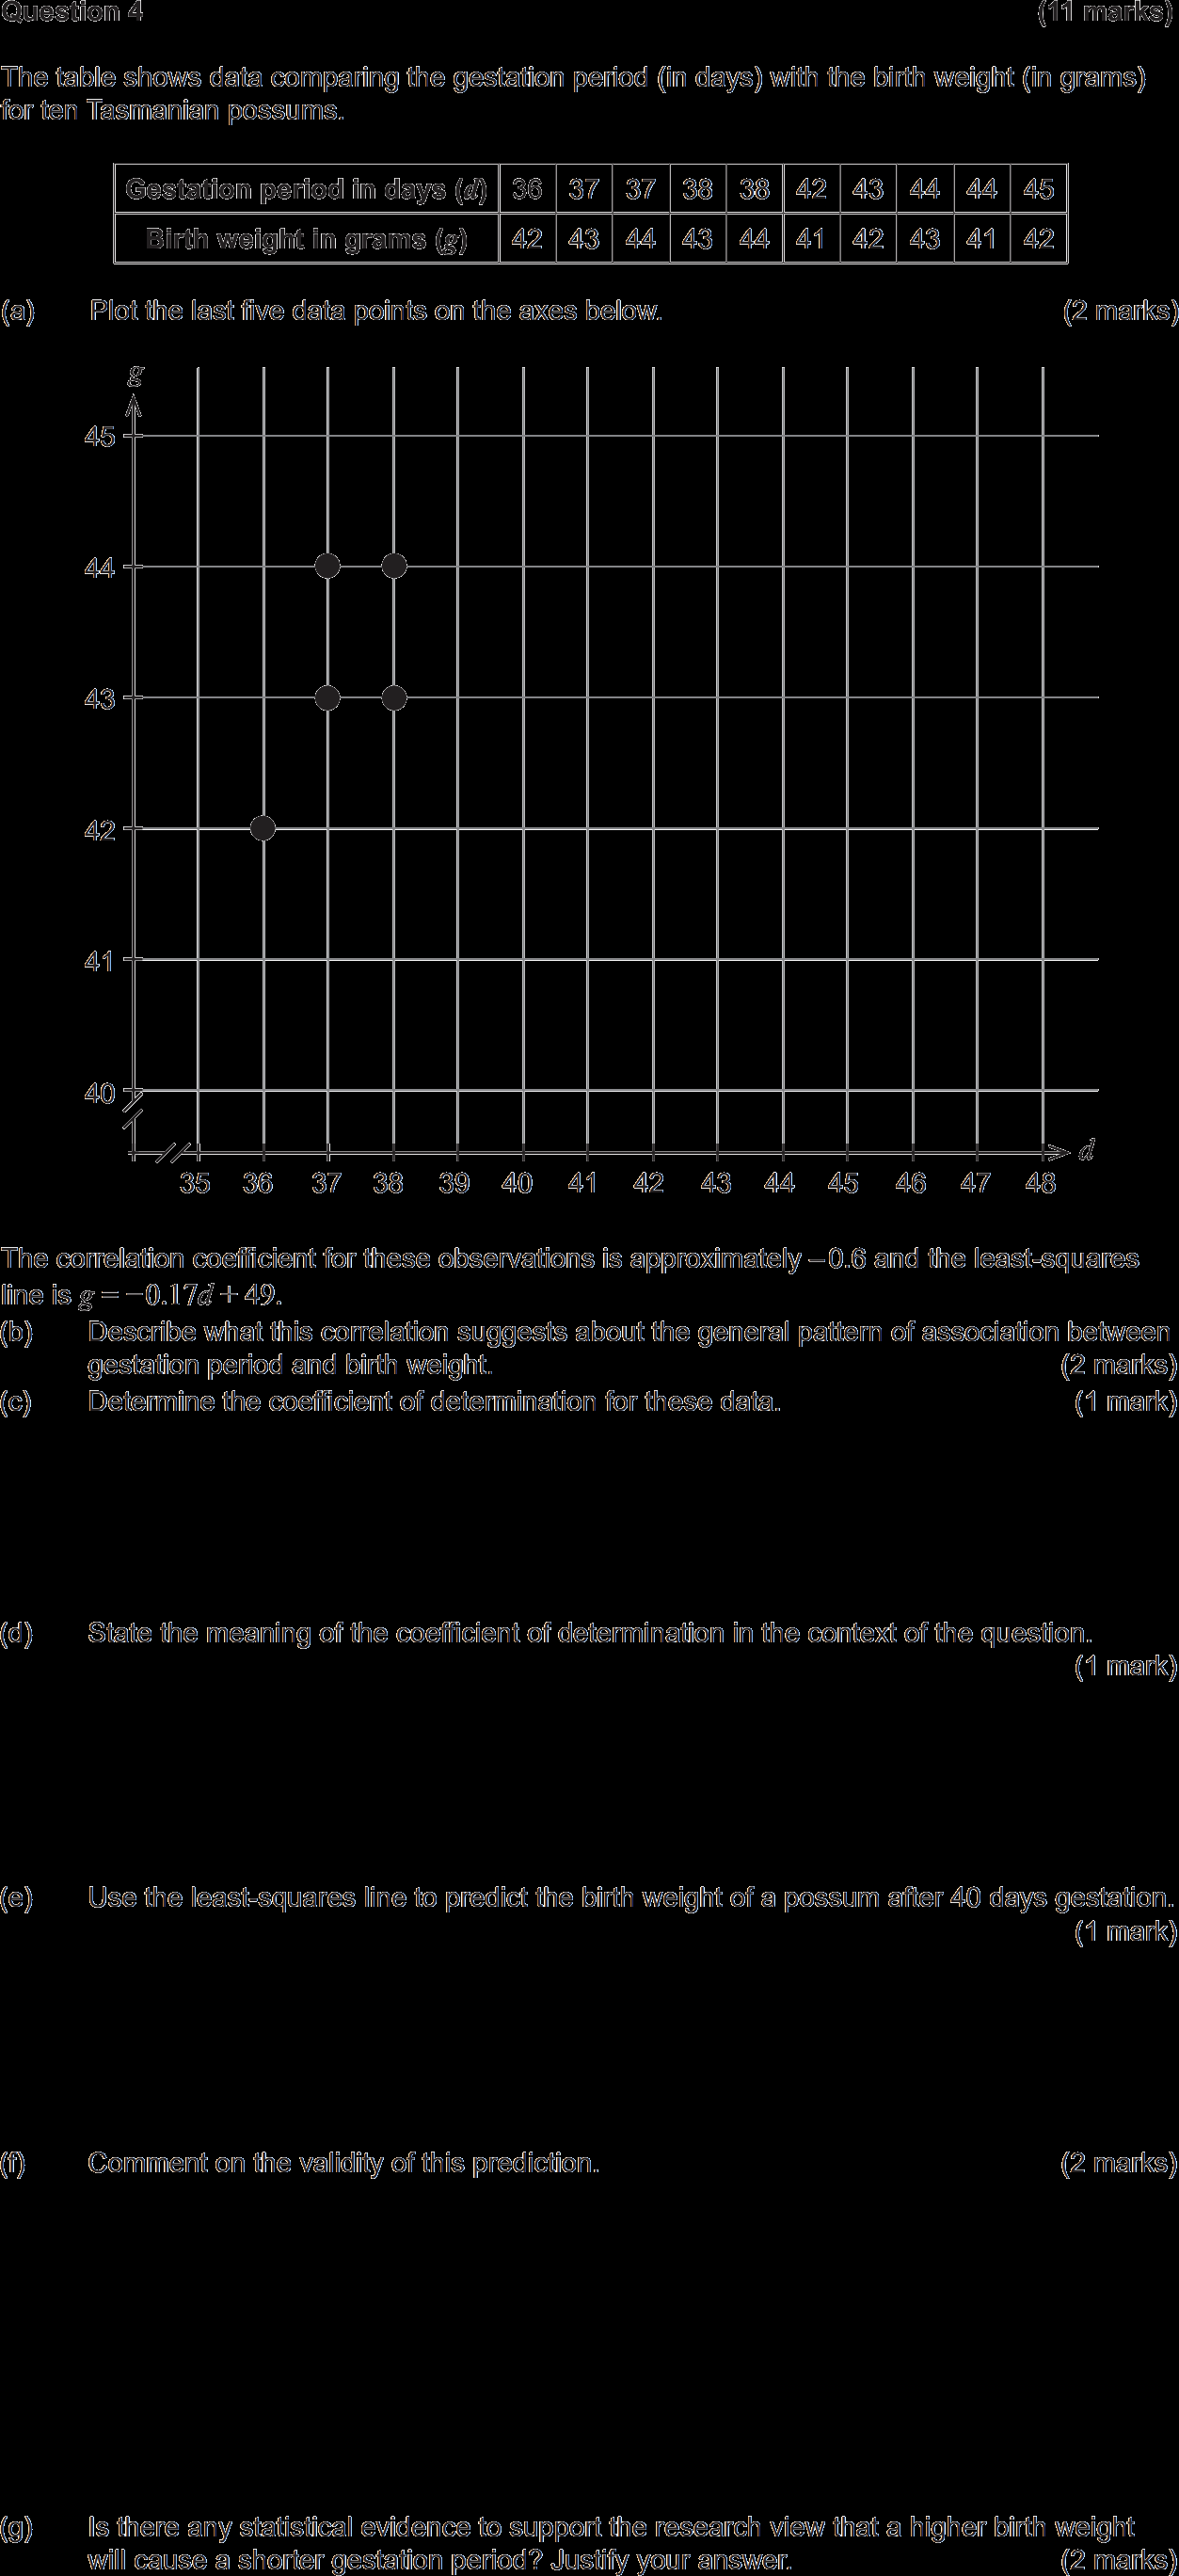 Question 4 (11 marks)
The table shows data comparing the gestation period (in days) with the birth weight (in grams)
for ten Tasmanian possums.
Gestation period in days (d) 36 37 37 38 38 42 43 44 44 45
Birth weight in grams (g) 42 43 44 43 44 41 42 43 41 42
(a) Plot the last five data points on the axes below. (2 marks)
g
45
44
43
42
41
40
d
35 36 37 38 39 40 41 42 43 44 45 46 47 48
The correlation coefficient for these observations is approximately –0.6 and the least-squares
line is g = −0.17d + 49.
(b) Describe what this correlation suggests about the general pattern of association between
gestation period and birth weight. (2 marks)
(c) Determine the coefficient of determination for these data. (1 mark)
(d) State the meaning of the coefficient of determination in the context of the question.
(1 mark)
(e) Use the least-squares line to predict the birth weight of a possum after 40 days gestation.
(1 mark)
(f) Comment on the validity of this prediction. (2 marks)
(g) Is there any statistical evidence to support the research view that a higher birth weight
will cause a shorter gestation period? Justify your answer. (2 marks)